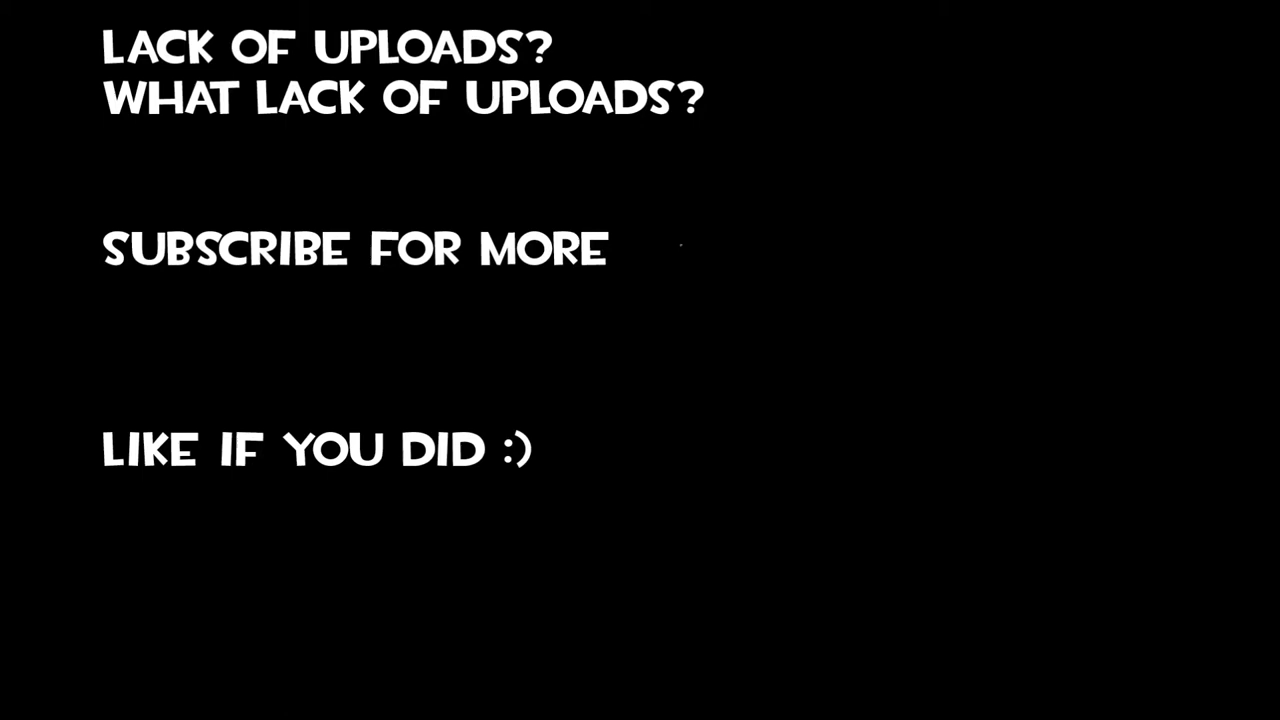 LACK OF UPLOADS?
WHAT LACK OF UPLOADS?
SUBSCRIBE FOR MORE
LIKE IF YOU DID :)